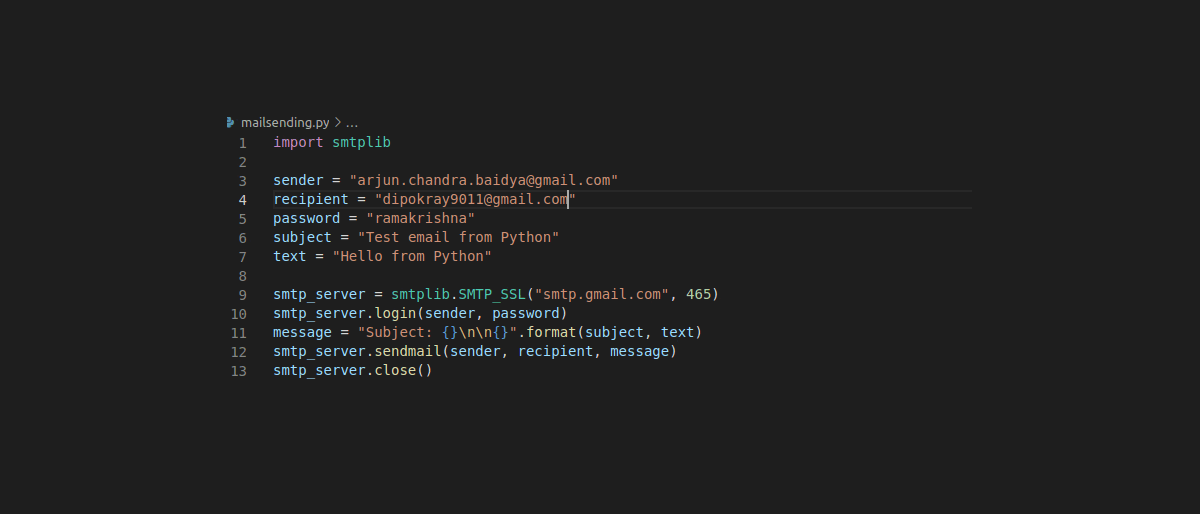 mailsending.py > ...
1 import smtplib
2
3 sender = "arjun.chandra.baidya@gmail.com"
4 recipient = "dipokray9011@gmail.com"
5 password = "ramakrishna"
6 subject = "Test email from Python"
7 text = "Hello from Python"
8
9 smtp_server = smtplib.SMTP_SSL("smtp.gmail.com", 465)
10 smtp_server.login(sender, password)
11 message = "Subject: {}\n\n{}".format(subject, text)
12 smtp_server.sendmail(sender, recipient, message)
13 smtp_server.close()